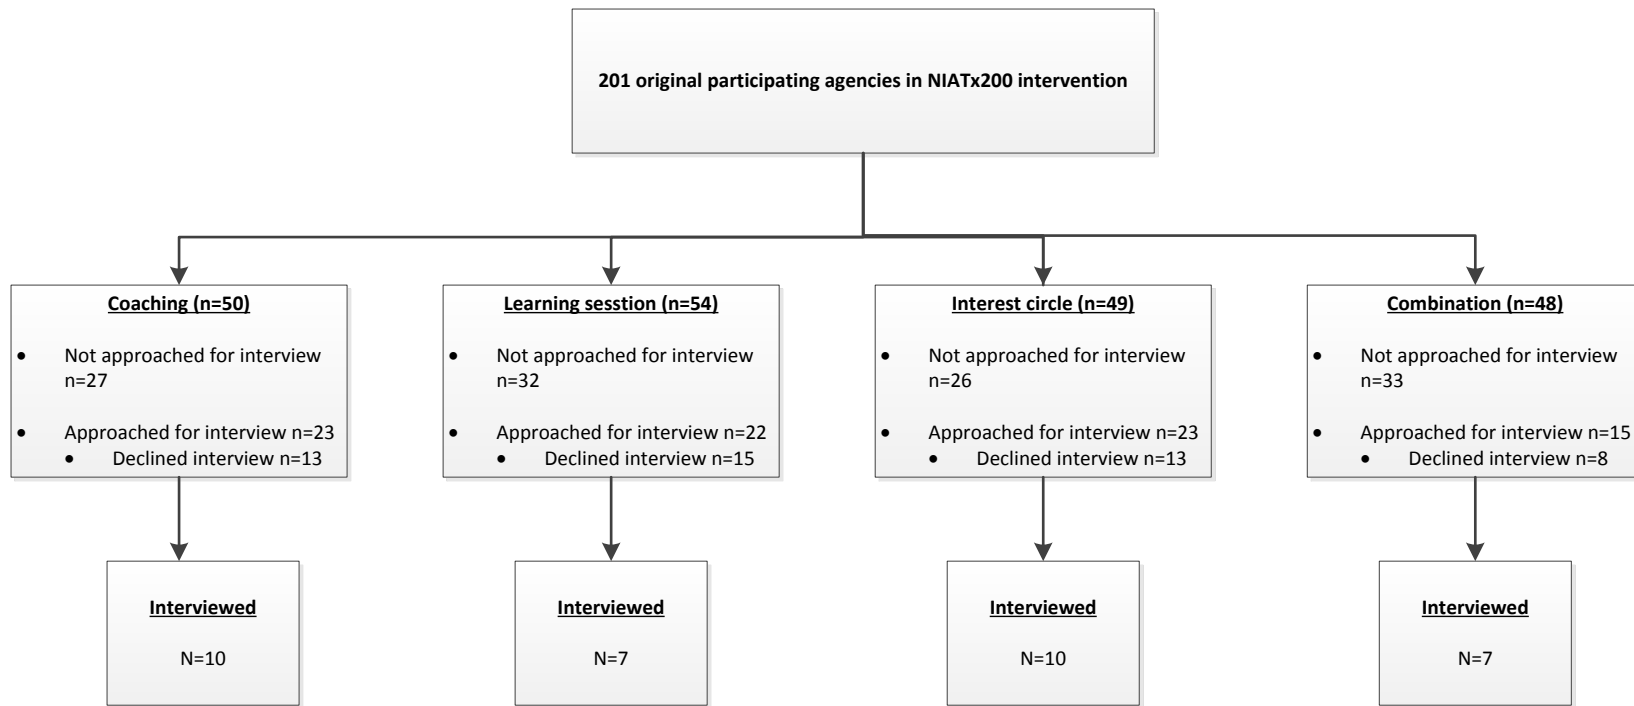 201 original participating agencies in NIATx200 intervention
Coaching (n=50)
• Not approached for interview
n=27
• Approached for interview n=23
• Declined interview n=13
Learning sesstion (n=54)
• Not approached for interview
n=32
• Approached for interview n=22
• Declined interview n=15
Interest circle (n=49)
• Not approached for interview
n=26
• Approached for interview n=23
• Declined interview n=13
Combination (n=48)
• Not approached for interview
n=33
• Approached for interview n=15
• Declined interview n=8
Interviewed
N=10
Interviewed
N=7
Interviewed
N=10
Interviewed
N=7